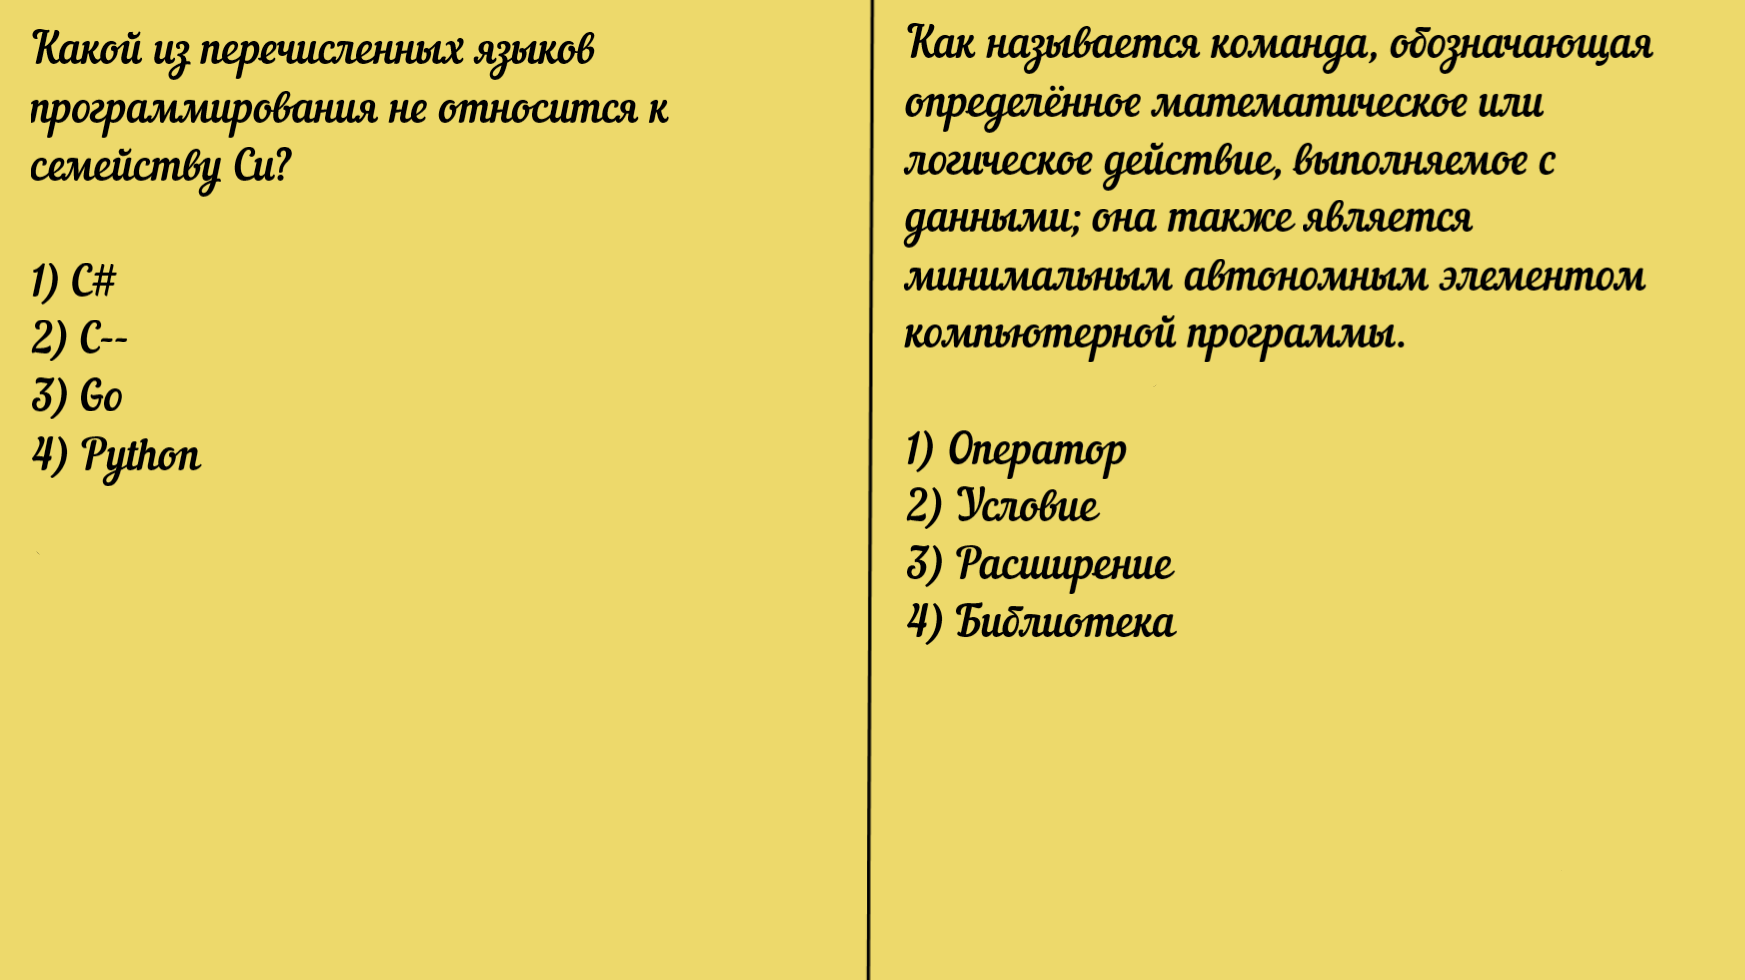 Какой из перечисленных языков
программирования не относится к
семейству Си?
1) C#
2) C--
3) Go
4) Python
Как называется команда, обозначающая
определённое математическое или
логическое действие, выполняемое с
данными; она также является
минимальным автономным элементом
компьютерной программы.
1) Оператор
2) Условие
3) Расширение
4) Библиотека